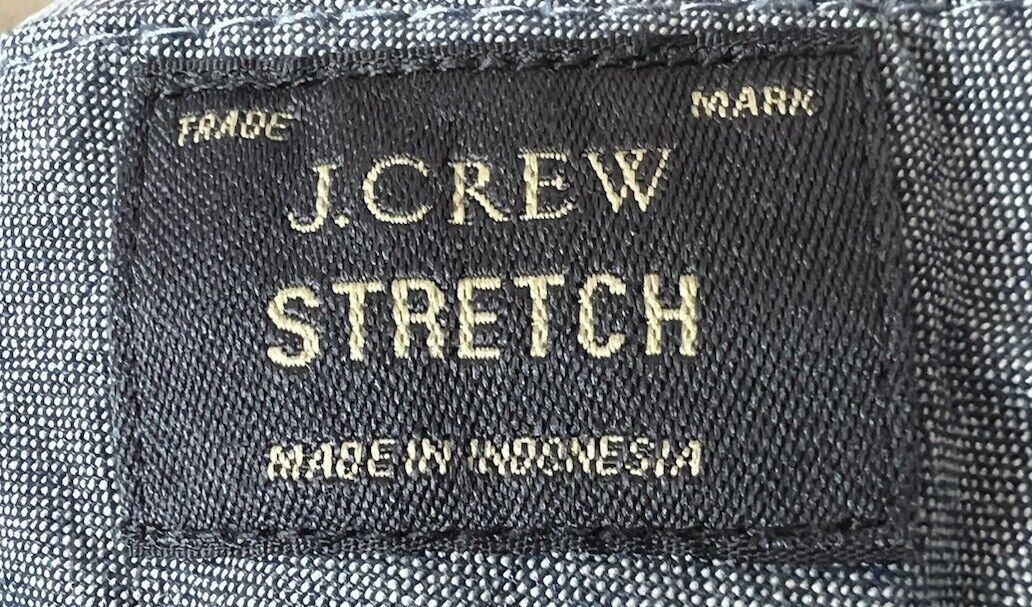 TRADE MARK
J.CREW
STRETCH
MADE IN INDONESIA